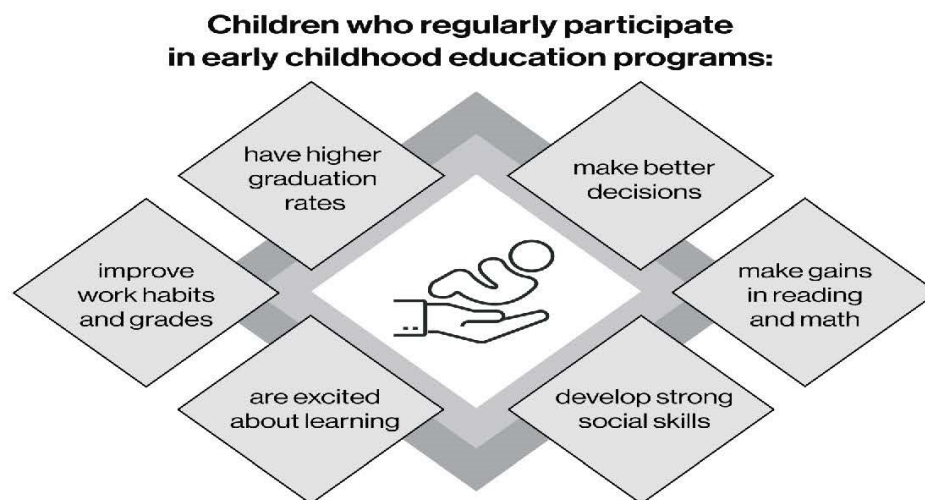 Children who regularly participate
in early childhood education programs:
have higher
graduation
rates
make better
decisions
improve
work habits
and grades
make gains
in reading
and math
are excited
about learning
develop strong
social skills